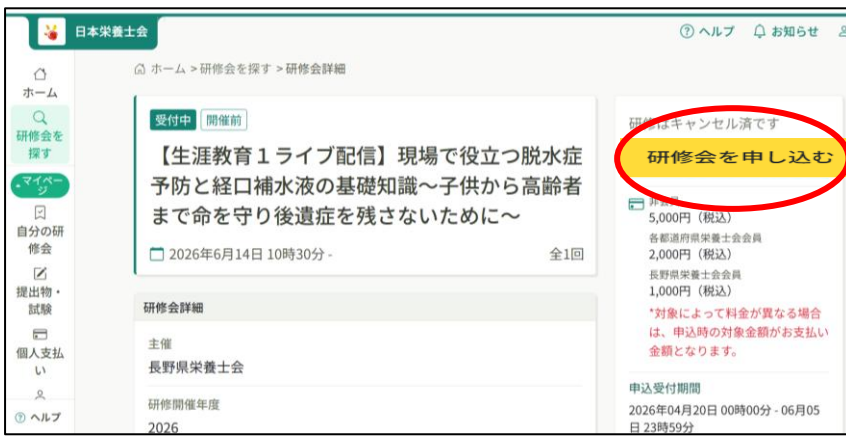 日本栄養士会
ヘルプ
お知らせ
ホーム
研修会を
探す
マイペー
ジ
自分の研
修会
提出物・
試験
個人支払
い
ヘルプ
ホーム > 研修会を探す > 研修会詳細
受付中 開催前
【生涯教育1ライブ配信】現場で役立つ脱水症
予防と経口補水液の基礎知識~子供から高齢者
まで命を守り後遺症を残さないために~
2026年6月14日 10時30分 -
全1回
研修会詳細
主催
長野県栄養士会
研修開催年度
2026
研修はキャンセル済です
研修会を申し込む
非会員
5,000円(税込)
各都道府県栄養士会会員
2,000円(税込)
長野県栄養士会会員
1,000円(税込)
*対象によって料金が異なる場合
は、申込時の対象金額がお支払い
金額となります。
申込受付期間
2026年04月20日 00時00分 - 06月05
日 23時59分